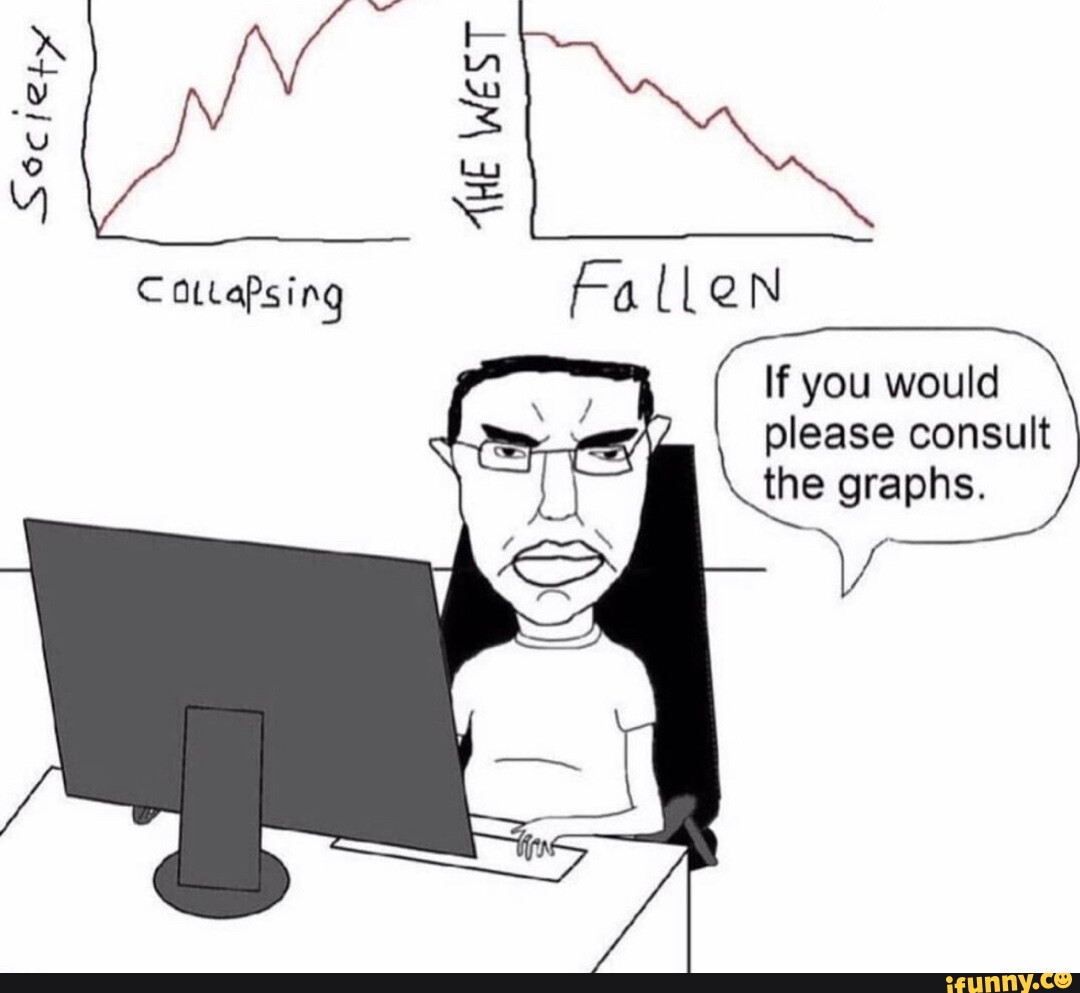 Society
THE WEST
Collapsing
Fallen
If you would
please consult
the graphs.
ifunny.co